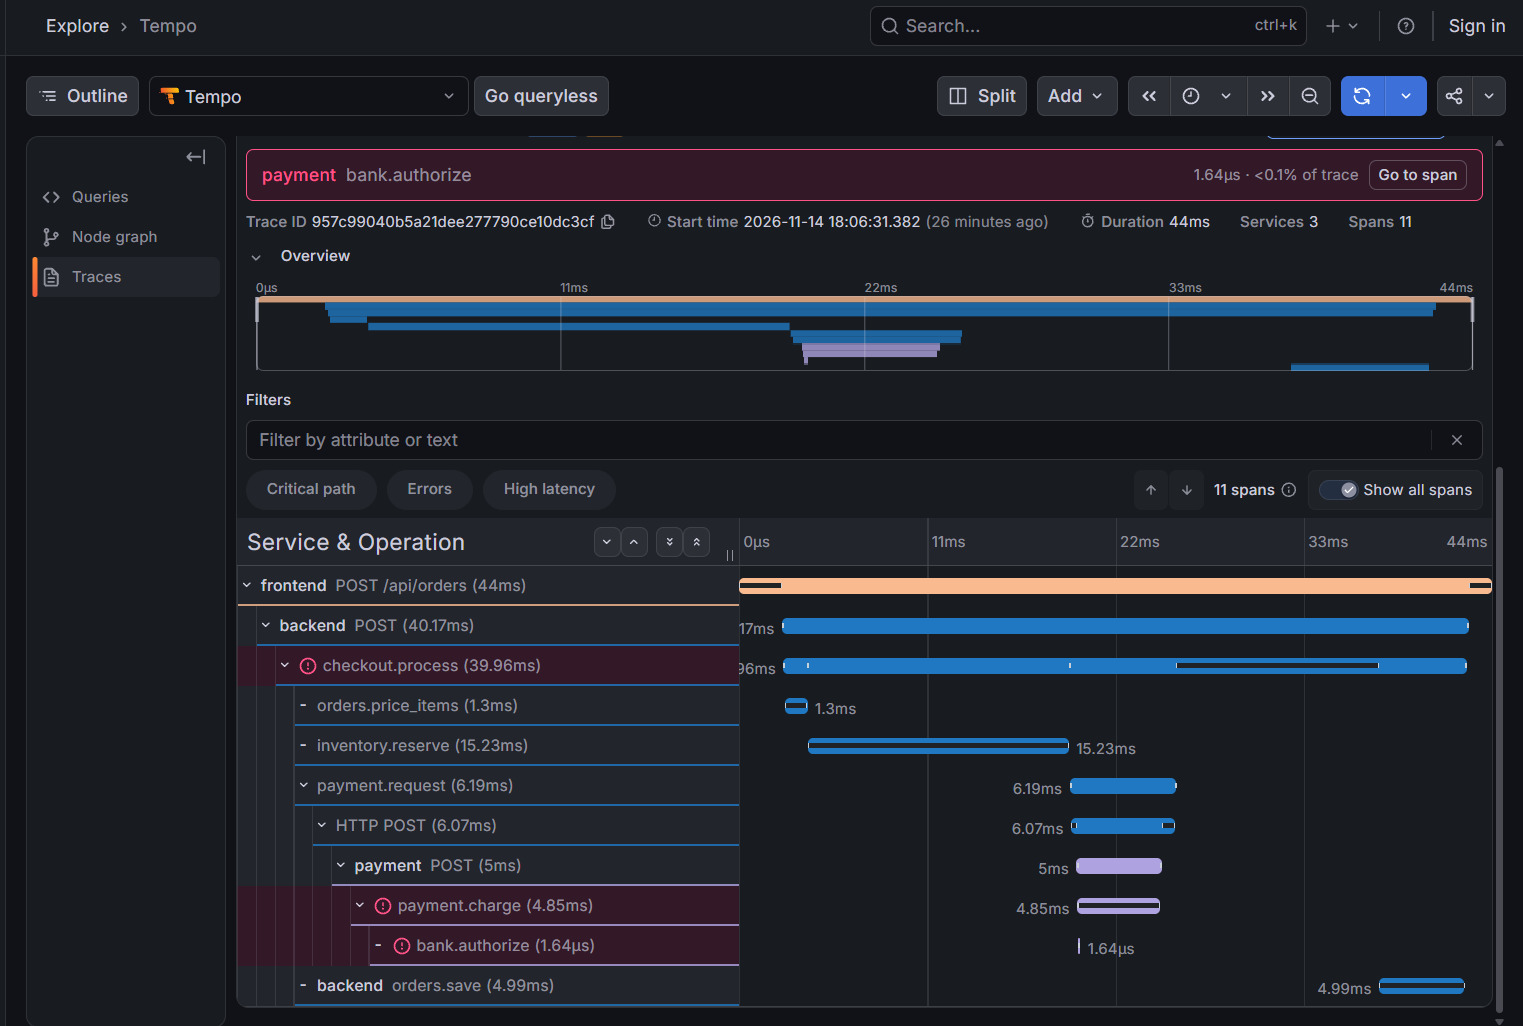 Explore › Tempo
Search... ctrl+k
Sign in
Outline
Tempo
Go queryless
Split
Add
Queries
Node graph
Traces
payment bank.authorize
1.64μs · <0.1% of trace
Go to span
Trace ID 957c99040b5a21dee277790ce10dc3cf
Start time 2026-11-14 18:06:31.382 (26 minutes ago)
Duration 44ms
Services 3
Spans 11
Overview
0μs 11ms 22ms 33ms 44ms
Filters
Filter by attribute or text
Critical path
Errors
High latency
11 spans
Show all spans
Service & Operation
0μs 11ms 22ms 33ms 44ms
frontend POST /api/orders (44ms)
backend POST (40.17ms)
17ms
checkout.process (39.96ms)
96ms
orders.price_items (1.3ms)
1.3ms
inventory.reserve (15.23ms)
15.23ms
payment.request (6.19ms)
6.19ms
HTTP POST (6.07ms)
6.07ms
payment POST (5ms)
5ms
payment.charge (4.85ms)
4.85ms
bank.authorize (1.64μs)
1.64μs
backend orders.save (4.99ms)
4.99ms